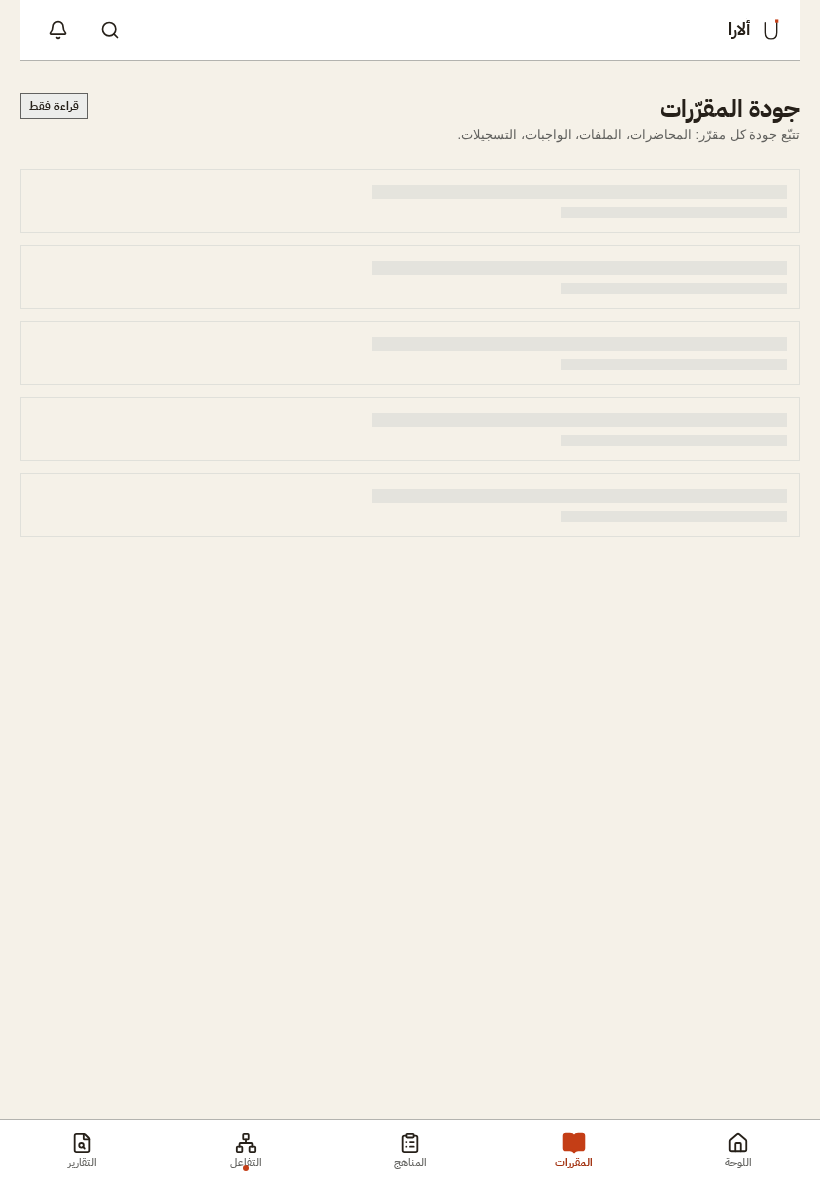 ألارا
جودة المقرّرات
قراءة فقط
تتبّع جودة كل مقرّر: المحاضرات، الملفات، الواجبات، التسجيلات.
اللوحة
المقررات
المناهج
التفاعل
التقارير